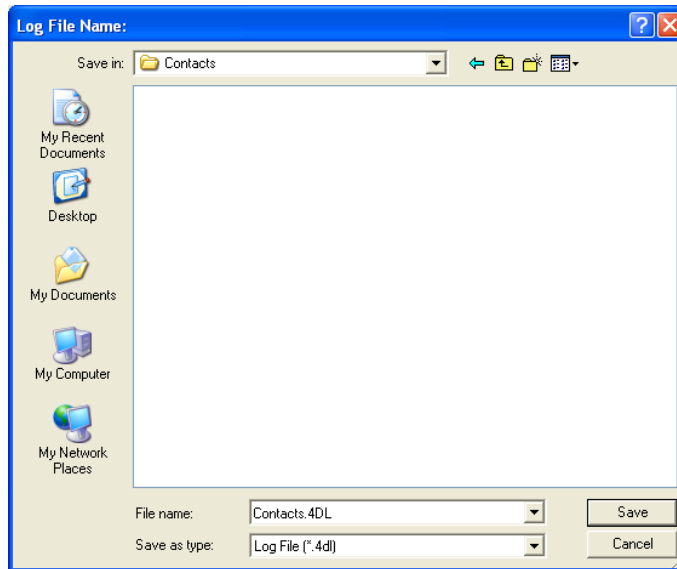 Log File Name:
Save in: Contacts
My Recent
Documents
Desktop
My Documents
My Computer
My Network
Places
File name: Contacts.4DL Save
Save as type: Log File (*.4dl) Cancel